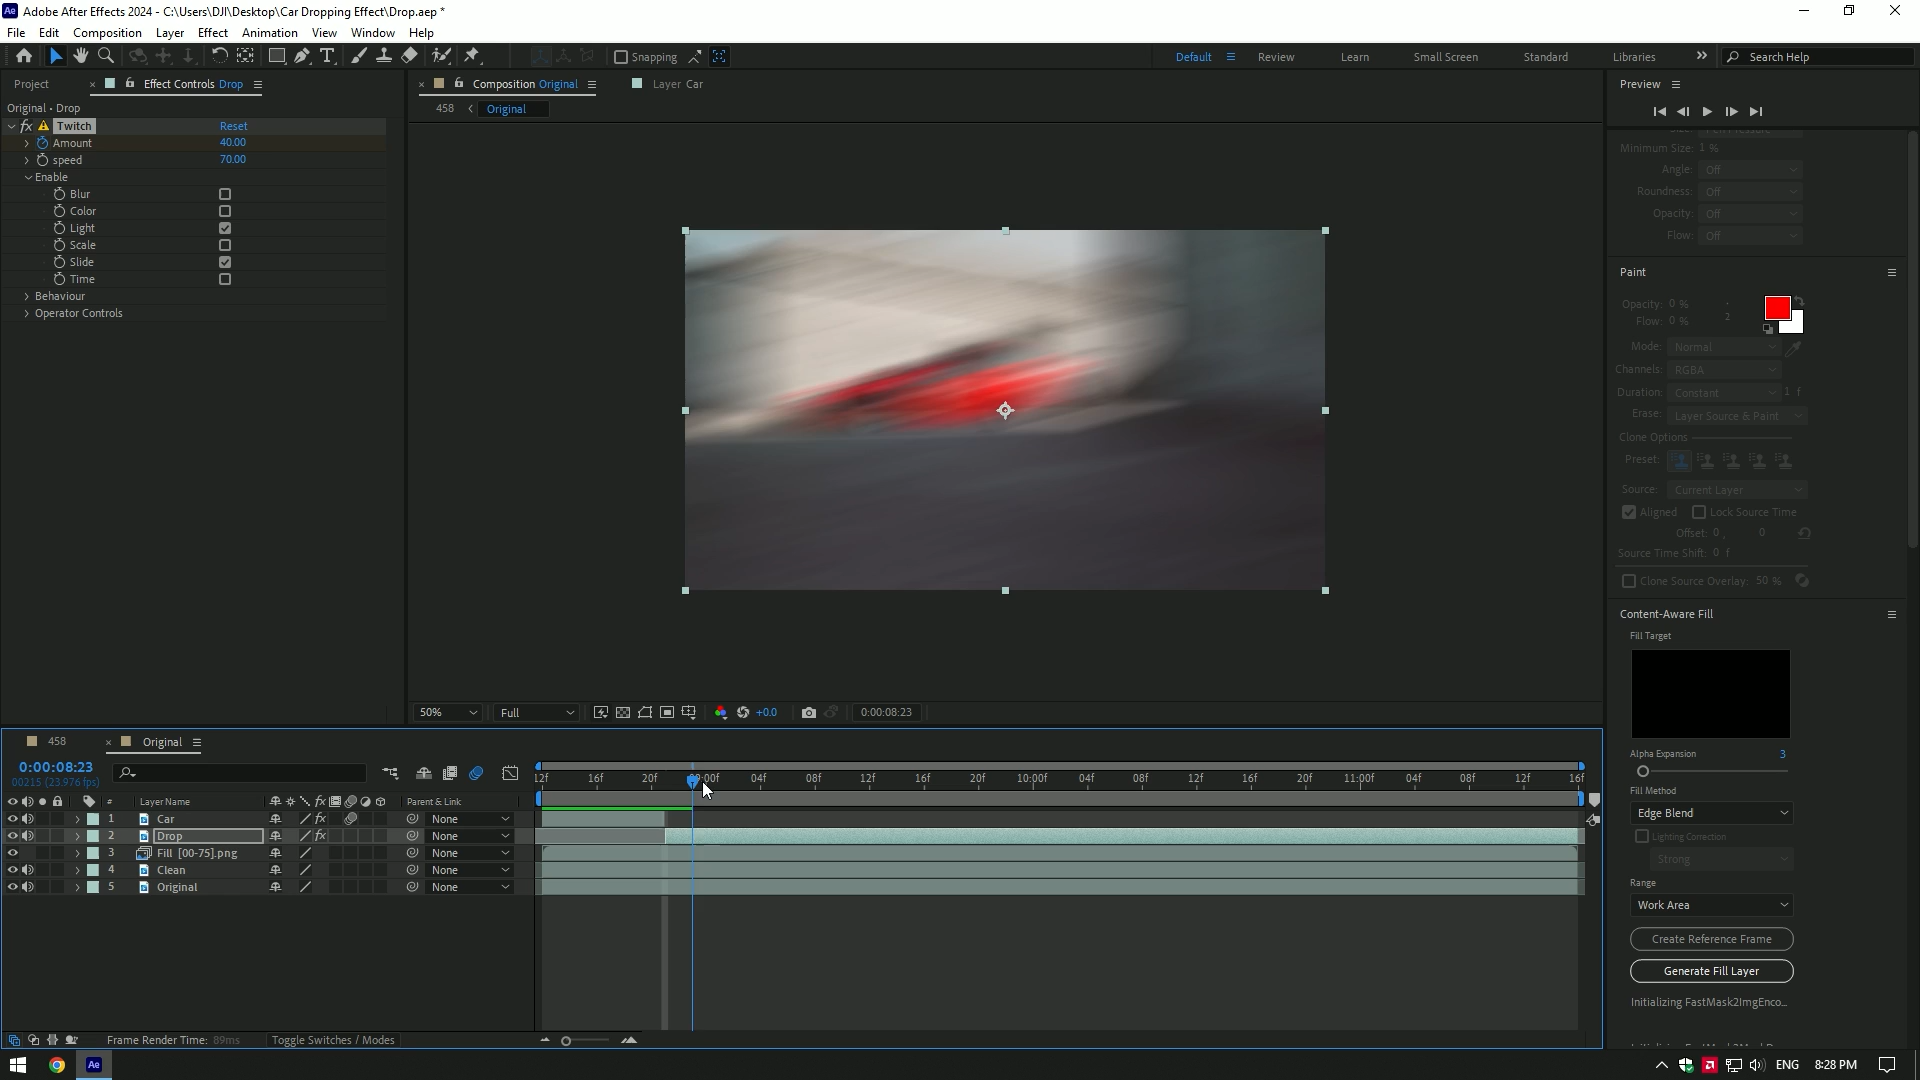 Adobe After Effects 2024 - C:\Users\DJI\Desktop\Car Dropping Effect\Drop.aep *
File Edit Composition Layer Effect Animation View Window Help
Snapping
Default Review Learn Small Screen Standard Libraries Search Help
Project Effect Controls Drop
Composition Original Layer Car
Preview
Original • Drop
458 Original
fx Twitch Reset
Amount 40.00
speed 70.00
Enable
Blur
Color
Light
Scale
Slide
Time
Behaviour
Operator Controls
Minimum Size: 1 %
Angle: Off
Roundness: Off
Opacity: Off
Flow: Off
Paint
Opacity: 0 %
Flow: 0 %
2
Mode: Normal
Channels: RGBA
Duration: Constant 1 f
Erase: Layer Source & Paint
Clone Options
Preset:
Source: Current Layer
Aligned Lock Source Time
Offset: 0 , 0
Source Time Shift: 0 f
Clone Source Overlay: 50 %
Content-Aware Fill
Fill Target
Alpha Expansion 3
Fill Method
Edge Blend
Lighting Correction
Strong
Range
Work Area
Create Reference Frame
Generate Fill Layer
Initializing FastMask2ImgEnco...
50% Full +0.0 0:00:08:23
458 Original
0:00:08:23
00215 (23.976 fps)
12f 16f 20f 09:00f 04f 08f 12f 16f 20f 10:00f 04f 08f 12f 16f 20f 11:00f 04f 08f 12f 16f
# Layer Name fx Parent & Link
1 Car fx None
2 Drop fx None
3 Fill [00-75].png None
4 Clean None
5 Original None
Frame Render Time: 89ms Toggle Switches / Modes
Ae ENG 8:28 PM